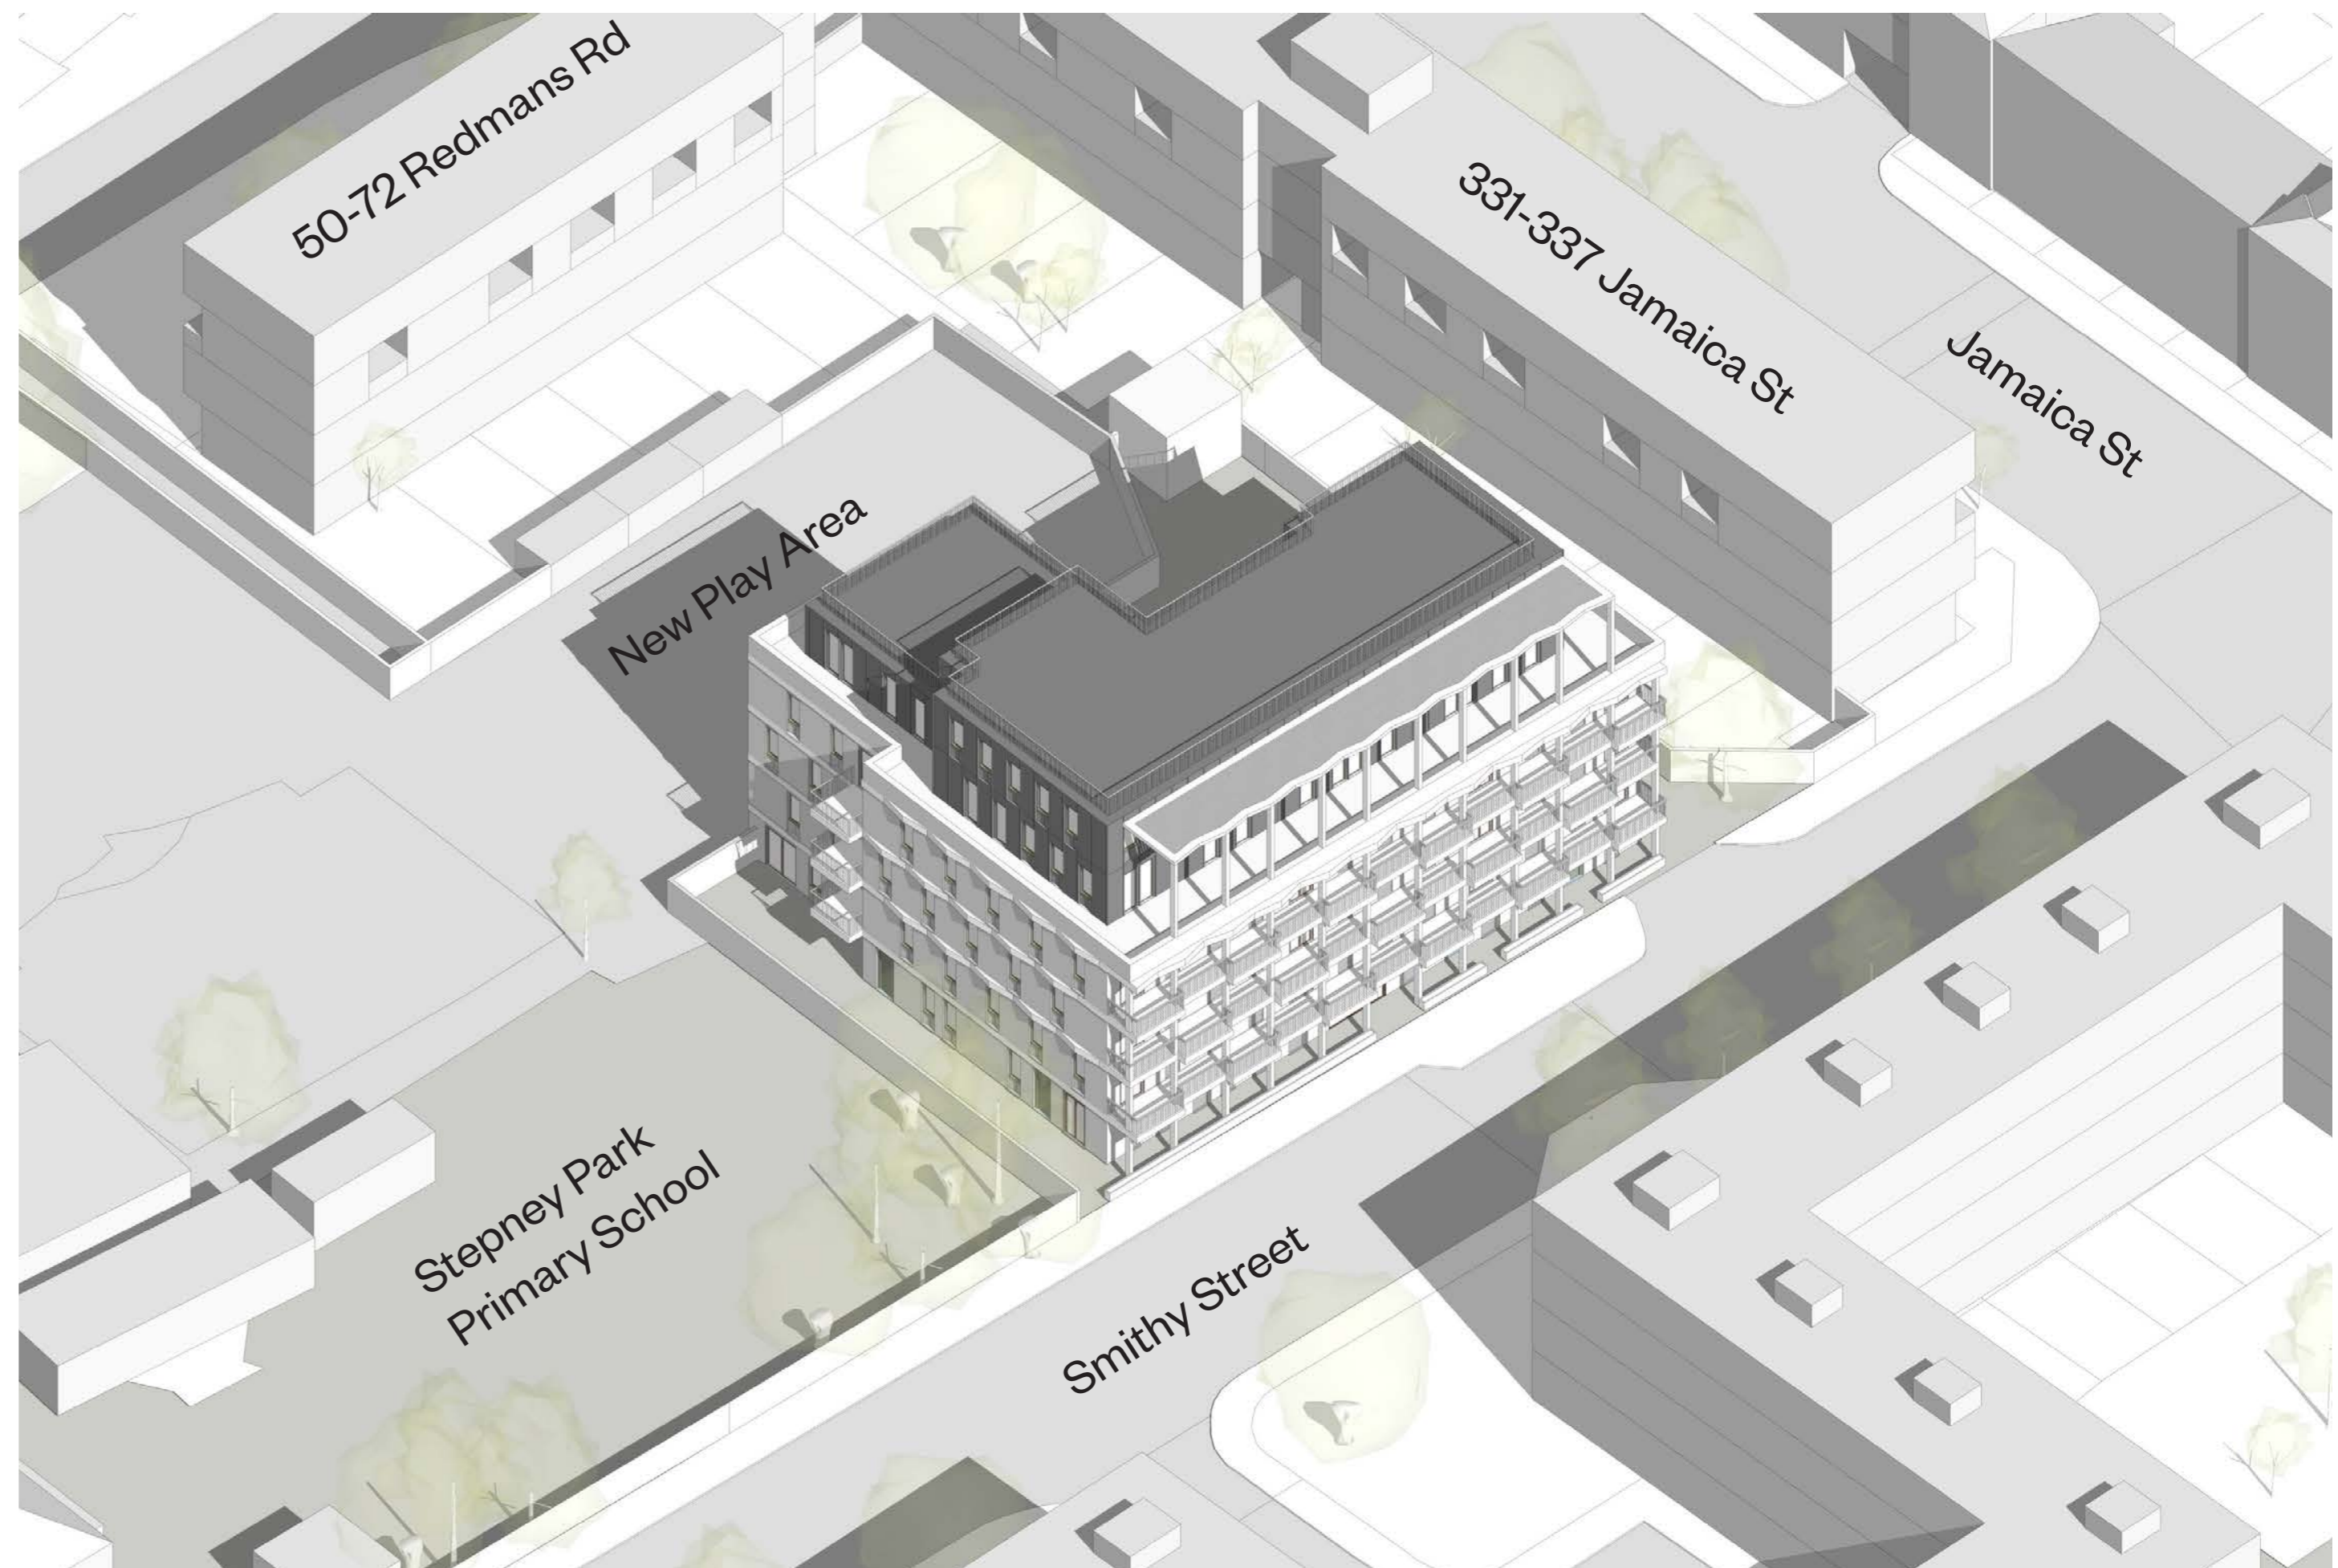 50-72 Redmans Rd
331-337 Jamaica St
Jamaica St
New Play Area
Stepney Park
Primary School
Smithy Street